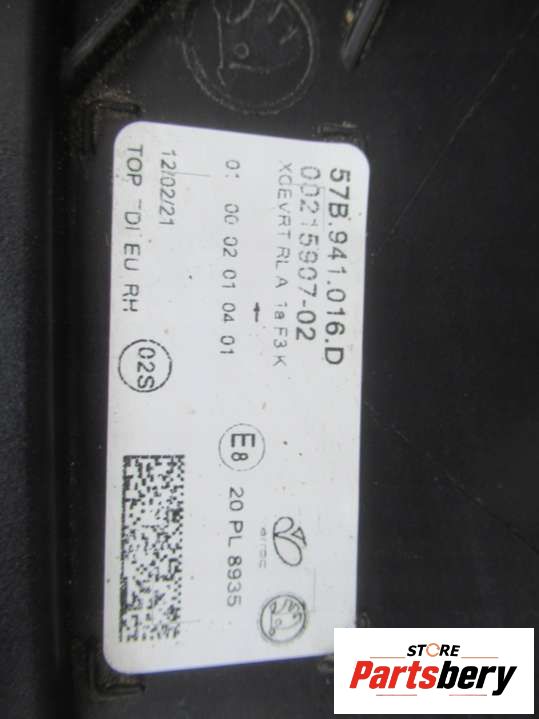 57B.941.016.D
00215907-02
XGEVRT RL A 1a F3 K
01 00 02 01 04 01
12/02/21
TOP -DI EU RH
02S
E8
20 PL 8935
STORE
Partsbery